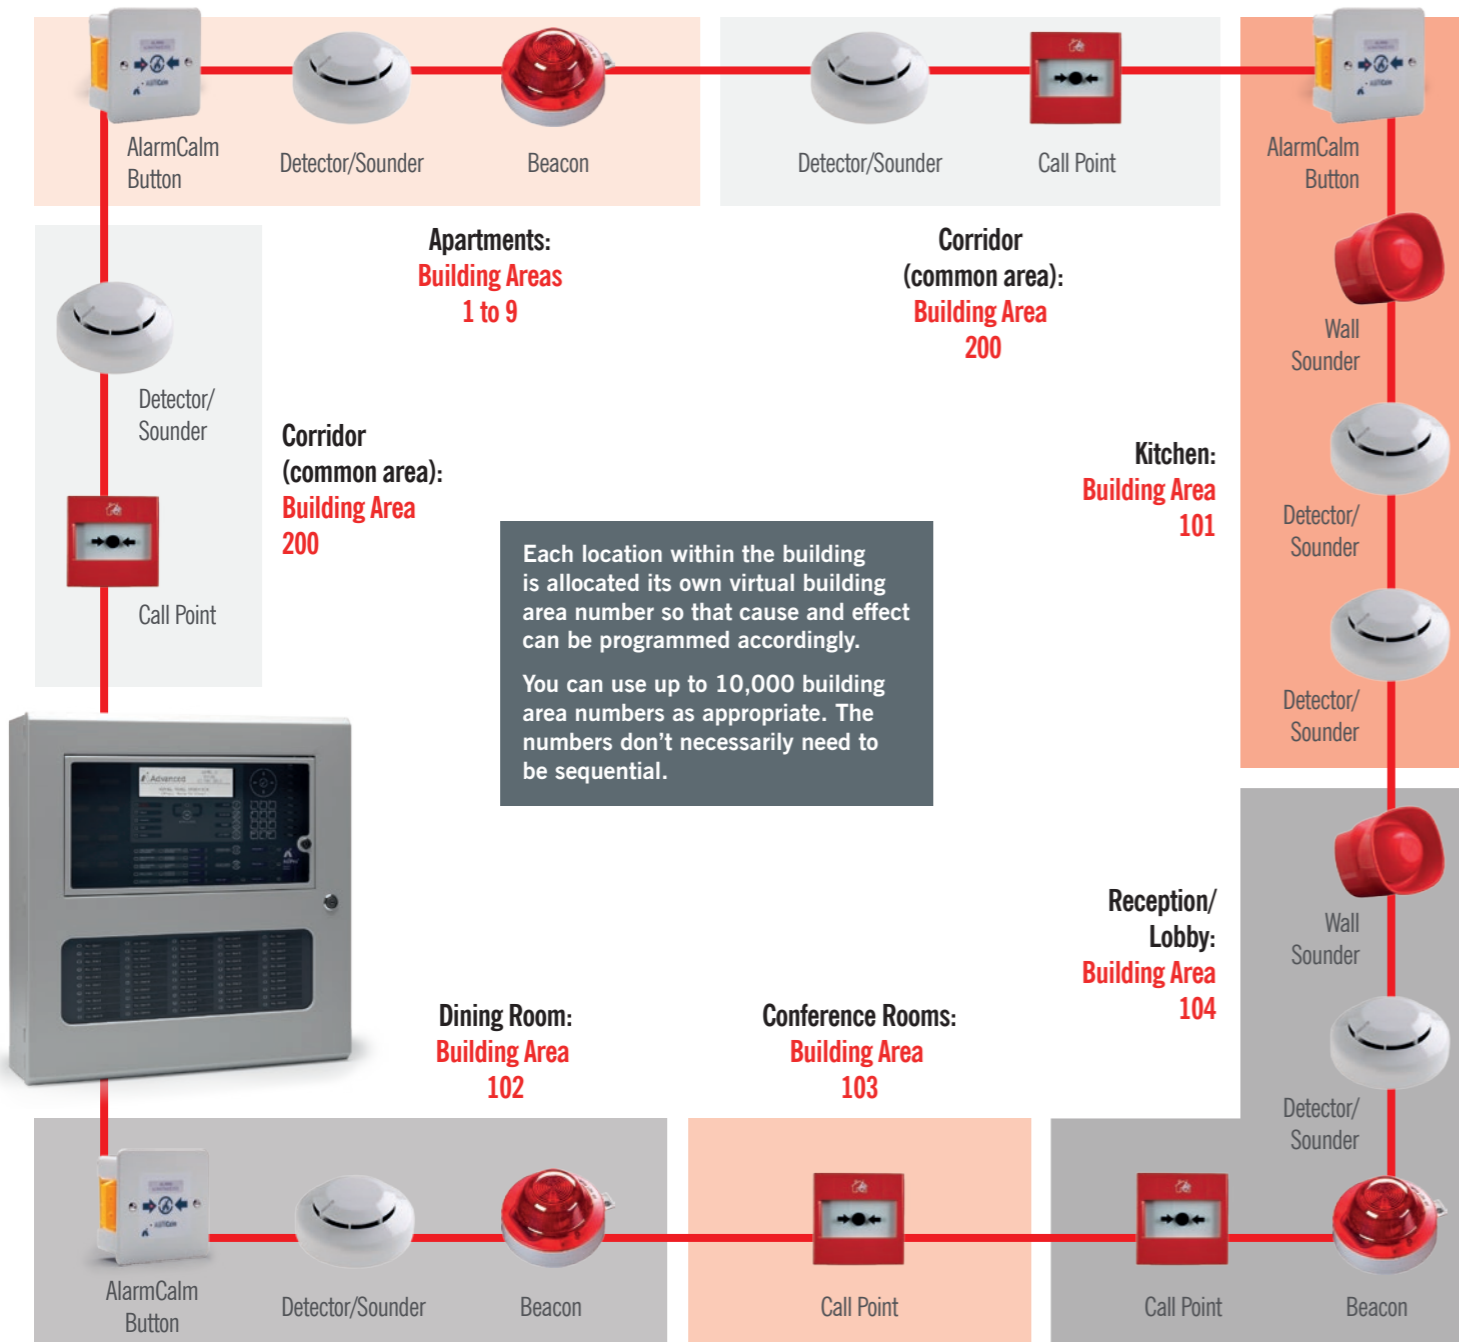 AlarmCalm
Button
Detector/Sounder
Beacon
Detector/Sounder
Call Point
AlarmCalm
Button
Apartments:
Building Areas
1 to 9
Corridor
(common area):
Building Area
200
Wall
Sounder
Detector/
Sounder
Corridor
(common area):
Building Area
200
Kitchen:
Building Area
101
Detector/
Sounder
Call Point
Each location within the building
is allocated its own virtual building
area number so that cause and effect
can be programmed accordingly.
You can use up to 10,000 building
area numbers as appropriate. The
numbers don't necessarily need to
be sequential.
Detector/
Sounder
Advanced
Reception/
Lobby:
Building Area
104
Wall
Sounder
Dining Room:
Building Area
102
Conference Rooms:
Building Area
103
Detector/
Sounder
AlarmCalm
Button
Detector/Sounder
Beacon
Call Point
Call Point
Beacon